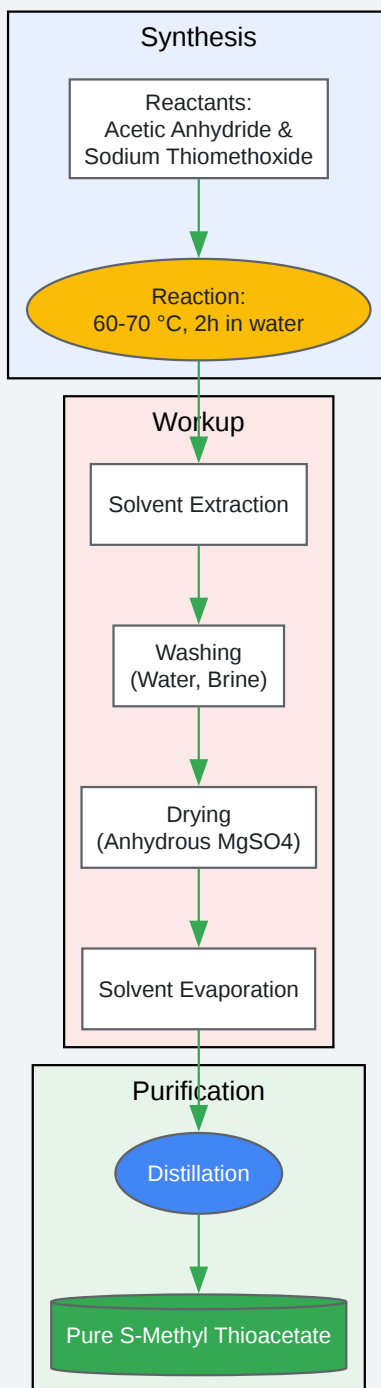 Synthesis
Reactants:
Acetic Anhydride &
Sodium Thiomethoxide
Reaction:
60-70 °C, 2h in water
Workup
Solvent Extraction
Washing
(Water, Brine)
Drying
(Anhydrous MgSO4)
Solvent Evaporation
Purification
Distillation
Pure S-Methyl Thioacetate